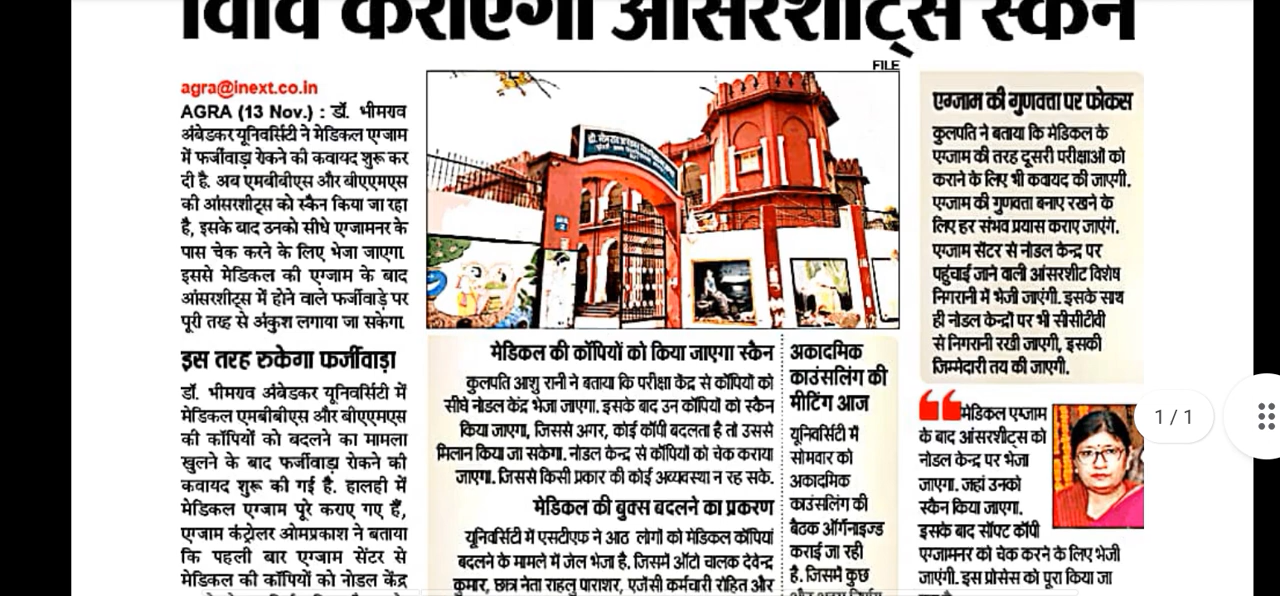 विवि कराएगा आंसरशीट्स स्कैन
FILE
agra@inext.co.in
AGRA (13 Nov.) : डॉ. भीमराव
अंबेडकर यूनिवर्सिटी ने मेडिकल एग्जाम
में फर्जीवाड़ा रोकने की कवायद शुरू कर
दी है. अब एमबीबीएस और बीएएमएस
की आंसरशीट्स को स्कैन किया जा रहा
है, इसके बाद उनको सीधे एग्जामनर के
पास चेक करने के लिए भेजा जाएगा.
इससे मेडिकल की एग्जाम के बाद
आंसरशीट्स में होने वाले फर्जीवाड़े पर
पूरी तरह से अंकुश लगाया जा सकेगा.
इस तरह रुकेगा फर्जीवाड़ा
डॉ. भीमराव अंबेडकर यूनिवर्सिटी में
मेडिकल एमबीबीएस और बीएएमएस
की कॉपियों को बदलने का मामला
खुलने के बाद फर्जीवाड़ा रोकने की
कवायद शुरू की गई है. हालही में
मेडिकल एग्जाम पूरे कराए गए हैं,
एग्जाम कंट्रोलर ओमप्रकाश ने बताया
कि पहली बार एग्जाम सेंटर से
मेडिकल की कॉपियों को नोडल केंद्र
मेडिकल की कॉपियों को किया जाएगा स्कैन
कुलपति आशु रानी ने बताया कि परीक्षा केंद्र से कॉपियों को
सीधे नोडल केंद्र भेजा जाएगा. इसके बाद उन कॉपियों को स्कैन
किया जाएगा, जिससे अगर, कोई कॉपी बदलता है तो उससे
मिलान किया जा सकेगा. नोडल केन्द्र से कॉपियों को चेक कराया
जाएगा. जिससे किसी प्रकार की कोई अव्यवस्था न रह सके.
मेडिकल की बुक्स बदलने का प्रकरण
यूनिवर्सिटी में एसटीएफ ने आठ लोगों को मेडिकल कॉपियां
बदलने के मामले में जेल भेजा है. जिसमें ऑटो चालक देवेन्द्र
कुमार, छात्र नेता राहलु पाराशर, एजेंसी कर्मचारी रोहित और
अकादमिक
काउंसलिंग की
मीटिंग आज
यूनिवर्सिटी में
सोमवार को
अकादमिक
काउंसलिंग की
बैठक ऑर्गेनाइज्ड
कराई जा रही
है. जिसमें कुछ
एग्जाम की गुणवत्ता पर फोकस
कुलपति ने बताया कि मेडिकल के
एग्जाम की तरह दूसरी परीक्षाओं को
कराने के लिए भी कवायद की जाएगी.
एग्जाम की गुणवता बनाए रखने के
लिए हर संभव प्रयास कराए जाएंगे.
एग्जाम सेंटर से नोडल केन्द्र पर
पहुंचाई जाने वाली आंसरशीट विशेष
निगरानी में भेजी जाएंगी. इसके साथ
ही नोडल केन्द्रों पर भी सीसीटीवी
से निगरानी रखी जाएगी, इसकी
जिम्मेदारी तय की जाएगी.
मेडिकल एग्जाम
के बाद आंसरशीट्स को
नोडल केन्द्र पर भेजा
जाएगा. जहां उनको
स्कैन किया जाएगा.
इसके बाद सॉफ्ट कॉपी
एग्जामनर को चेक करने के लिए भेजी
जाएंगी. इस प्रोसेस को पूरा किया जा
1 / 1